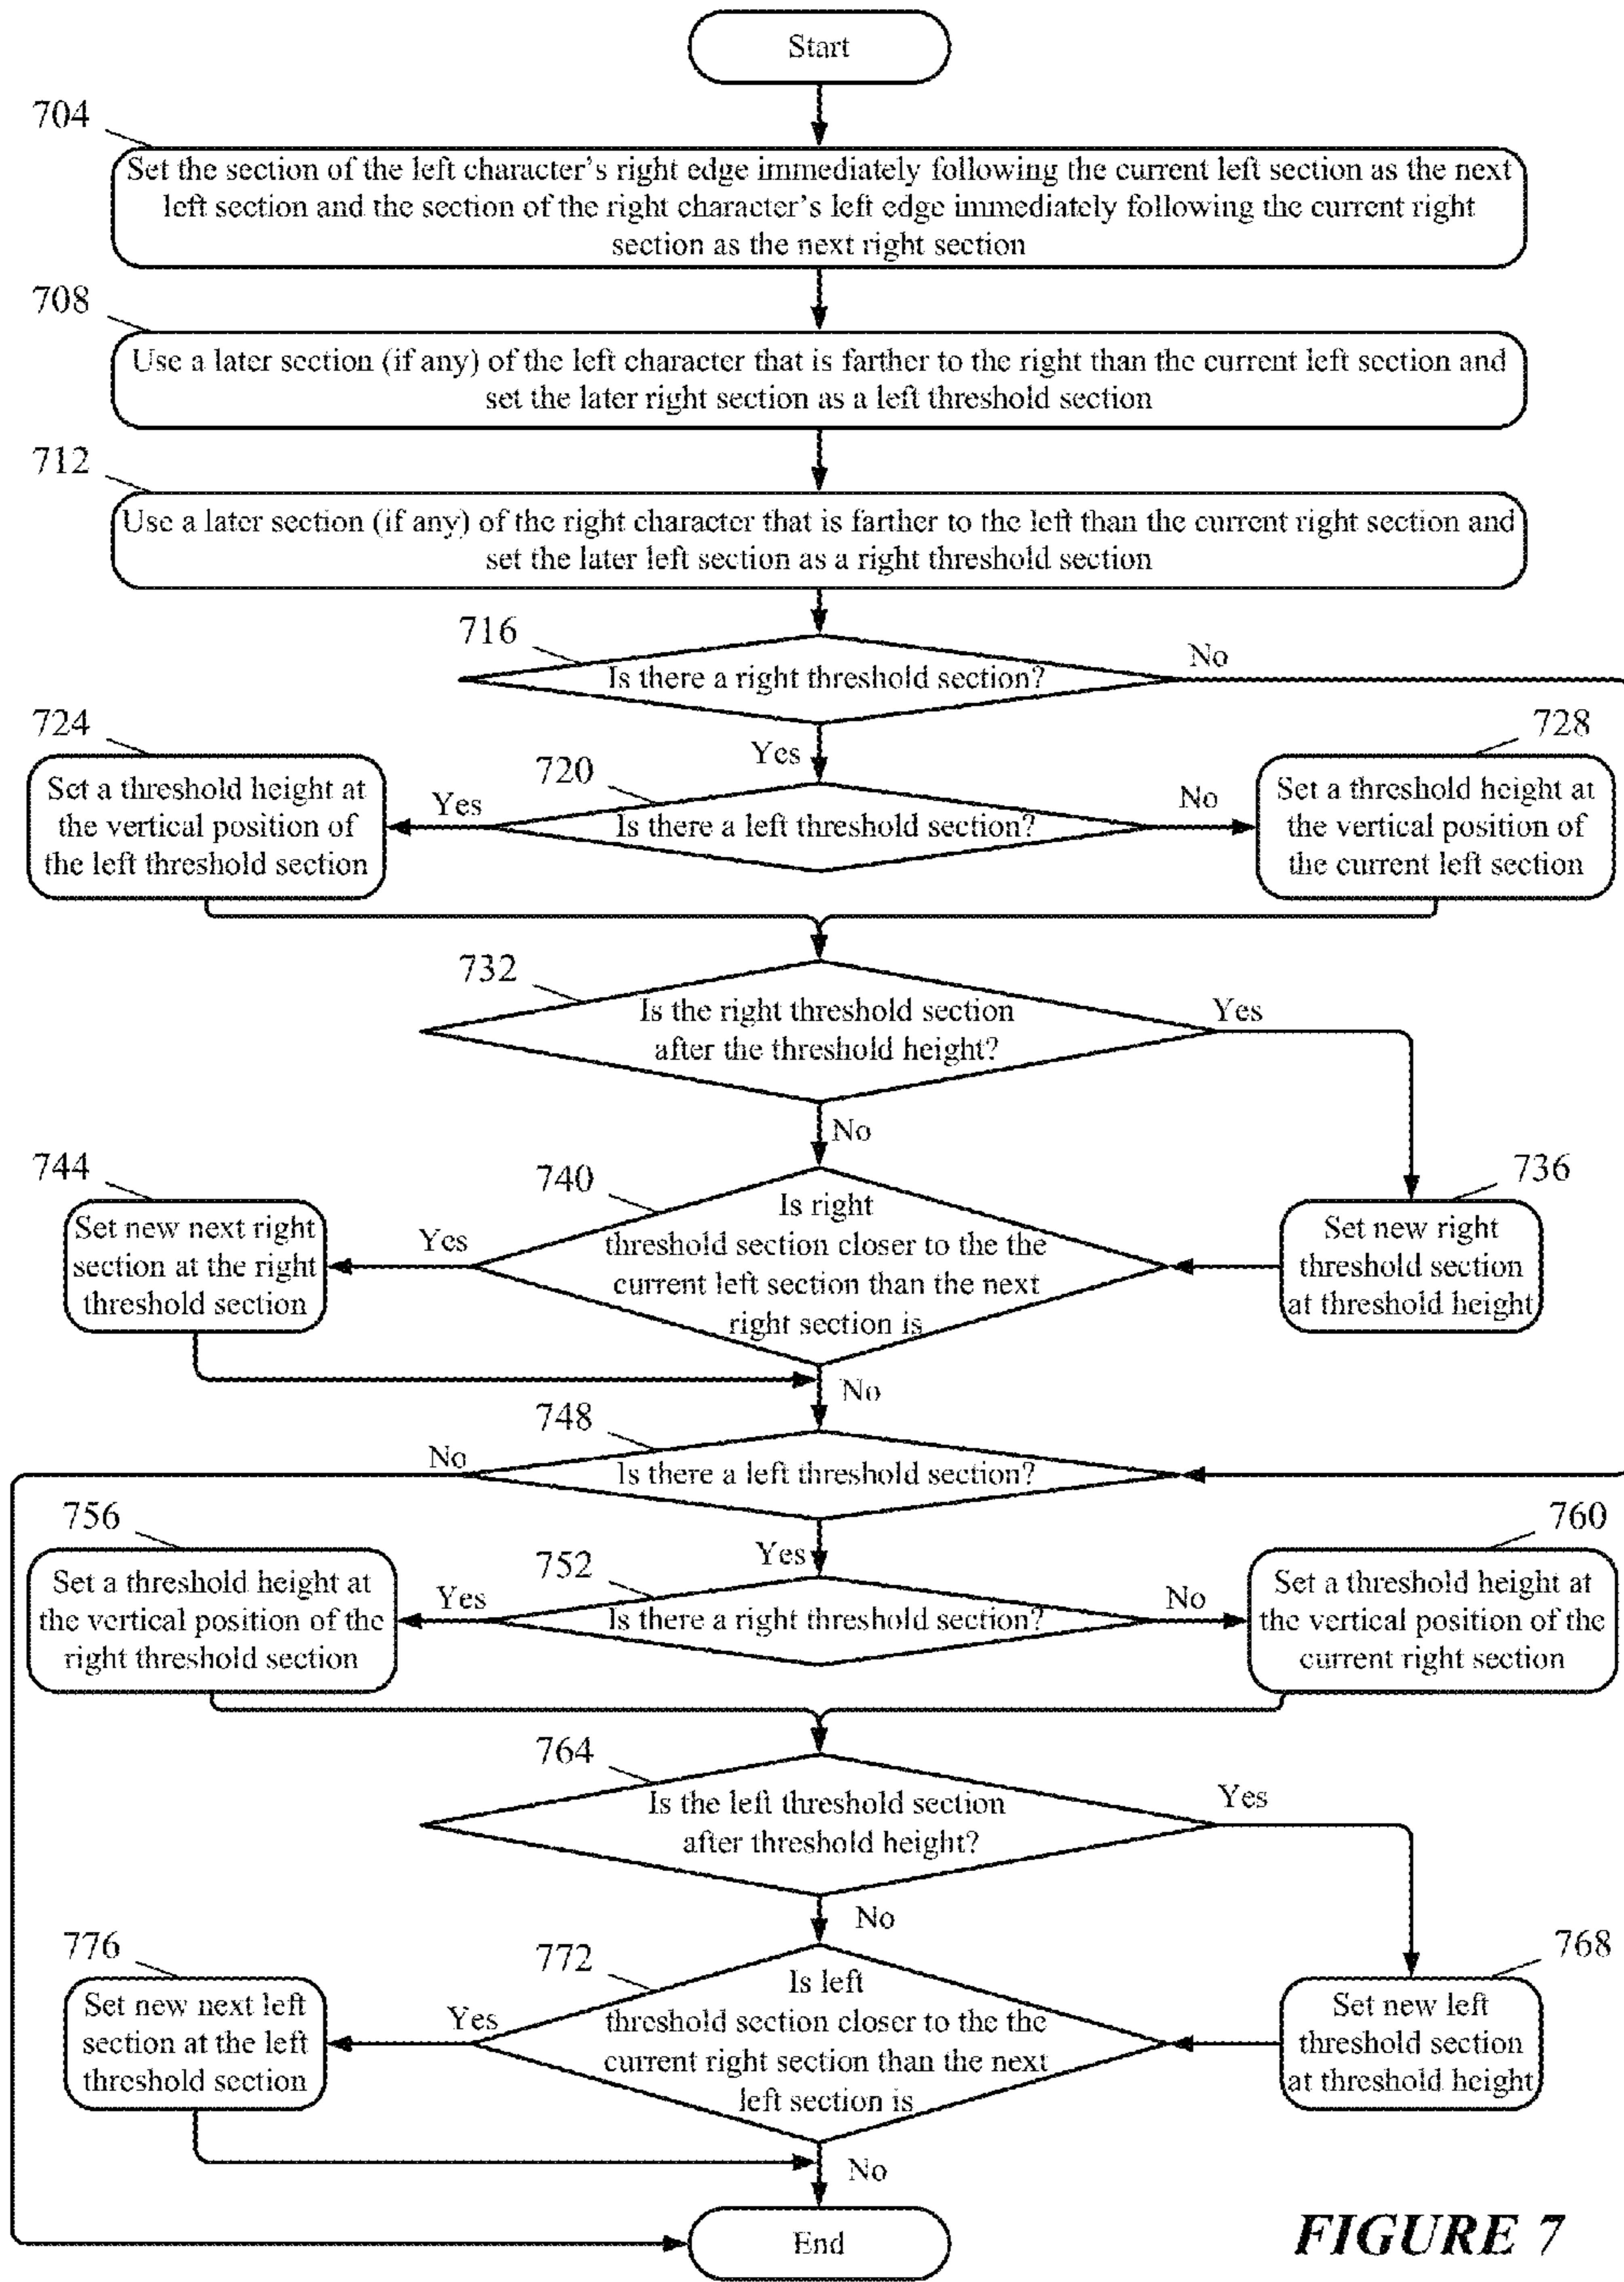 Start
704
Set the section of the left character's right edge immediately following the current left section as the next
left section and the section of the right character's left edge immediately following the current right
section as the next right section
708
Use a later section (if any) of the left character that is farther to the right than the current left section and
set the later right section as a left threshold section
712
Use a later section (if any) of the right character that is farther to the left than the current right section and
set the later left section as a right threshold section
716
Is there a right threshold section?
No
Yes
724
Set a threshold height at
the vertical position of
the left threshold section
Yes
720
Is there a left threshold section?
No
728
Set a threshold height at
the vertical position of
the current left section
732
Is the right threshold section
after the threshold height?
Yes
No
744
Set new next right
section at the right
threshold section
Yes
740
Is right
threshold section closer to the the
current left section than the next
right section is
736
Set new right
threshold section
at threshold height
No
748
No
Is there a left threshold section?
Yes
756
Set a threshold height at
the vertical position of the
right threshold section
Yes
752
Is there a right threshold section?
No
760
Set a threshold height at
the vertical position of the
current right section
764
Is the left threshold section
after threshold height?
Yes
No
776
Set new next left
section at the left
threshold section
Yes
772
Is left
threshold section closer to the the
current right section than the next
left section is
768
Set new left
threshold section
at threshold height
No
End
FIGURE 7